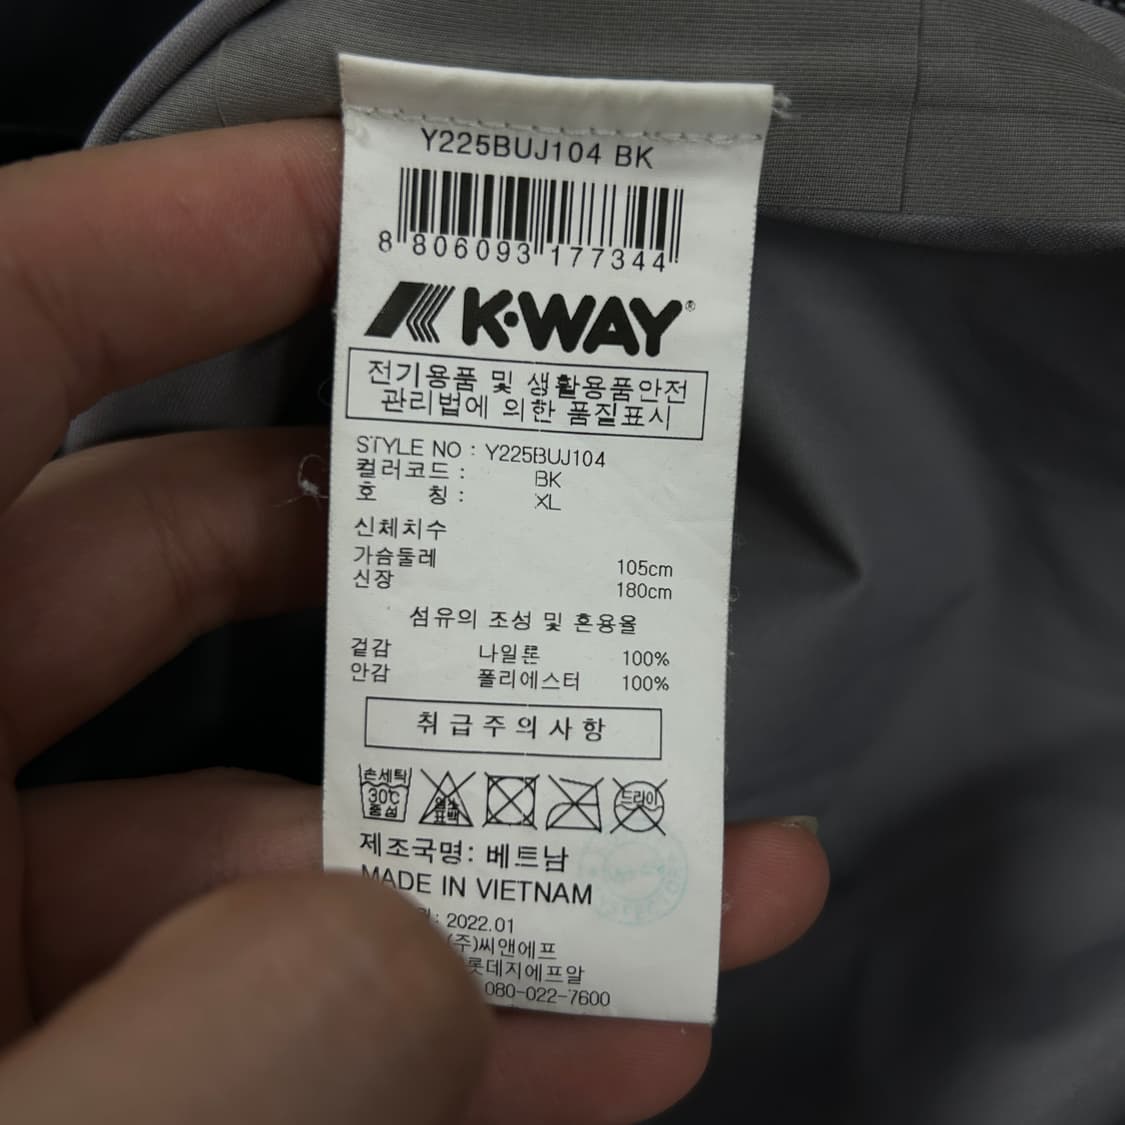 Y225BUJ104 BK
8 806093 177344
K·WAY®
전기용품 및 생활용품안전
관리법에 의한 품질표시
STYLE NO : Y225BUJ104
컬러코드 : BK
호 칭 : XL
신체치수
가슴둘레 105cm
신장 180cm
섬유의 조성 및 혼용율
겉감 나일론 100%
안감 폴리에스터 100%
취급주의사항
손세탁 30℃ 중성
염소 표백
드라이
제조국명: 베트남
MADE IN VIETNAM
: 2022.01
(주)씨앤에프
롯데지에프알
080-022-7600